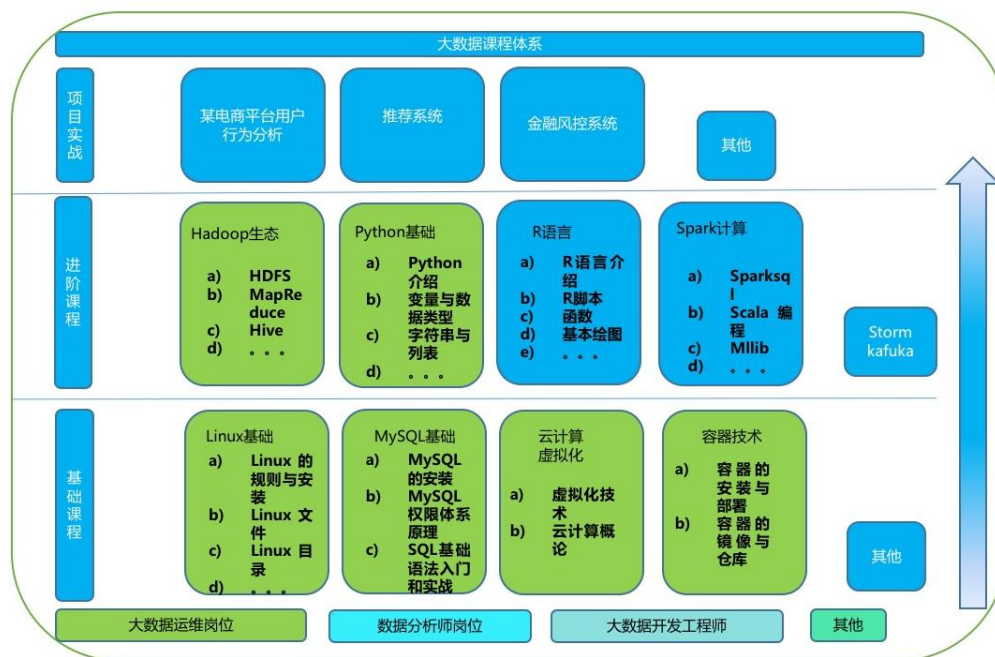 大数据课程体系
项
目
实
战
某电商平台用户
行为分析
推荐系统
金融风控系统
其他
进
阶
课
程
Hadoop生态
a) HDFS
b) MapRe
duce
c) Hive
d) 。。。
Python基础
a) Python
介绍
b) 变量与数
据类型
c) 字符串与
列表
d) 。。。
R语言
a) R语言介
绍
b) R脚本
c) 函数
d) 基本绘图
e) 。。。
Spark计算
a) Sparksq
l
b) Scala 编
程
c) Mllib
d) 。。。
Storm
kafuka
基
础
课
程
Linux基础
a) Linux 的
规则与安
装
b) Linux 文
件
c) Linux 目
录
d) 。。。
MySQL基础
a) MySQL
的安装
b) MySQL
权限体系
原理
c) SQL基础
语法入门
和实战
云计算
虚拟化
a) 虚拟化技
术
b) 云计算概
论
容器技术
a) 容器的
安装与
部署
b) 容器的
镜像与
仓库
其他
大数据运维岗位
数据分析师岗位
大数据开发工程师
其他